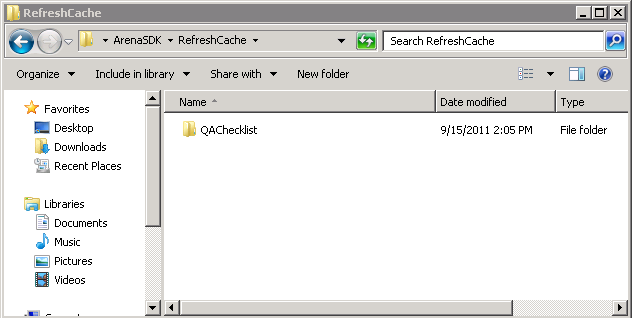 RefreshCache
ArenaSDK RefreshCache Search RefreshCache
Organize Include in library Share with New folder
Name Date modified Type
Favorites
Desktop
Downloads
Recent Places
Libraries
Documents
Music
Pictures
Videos
QAChecklist 9/15/2011 2:05 PM File folder